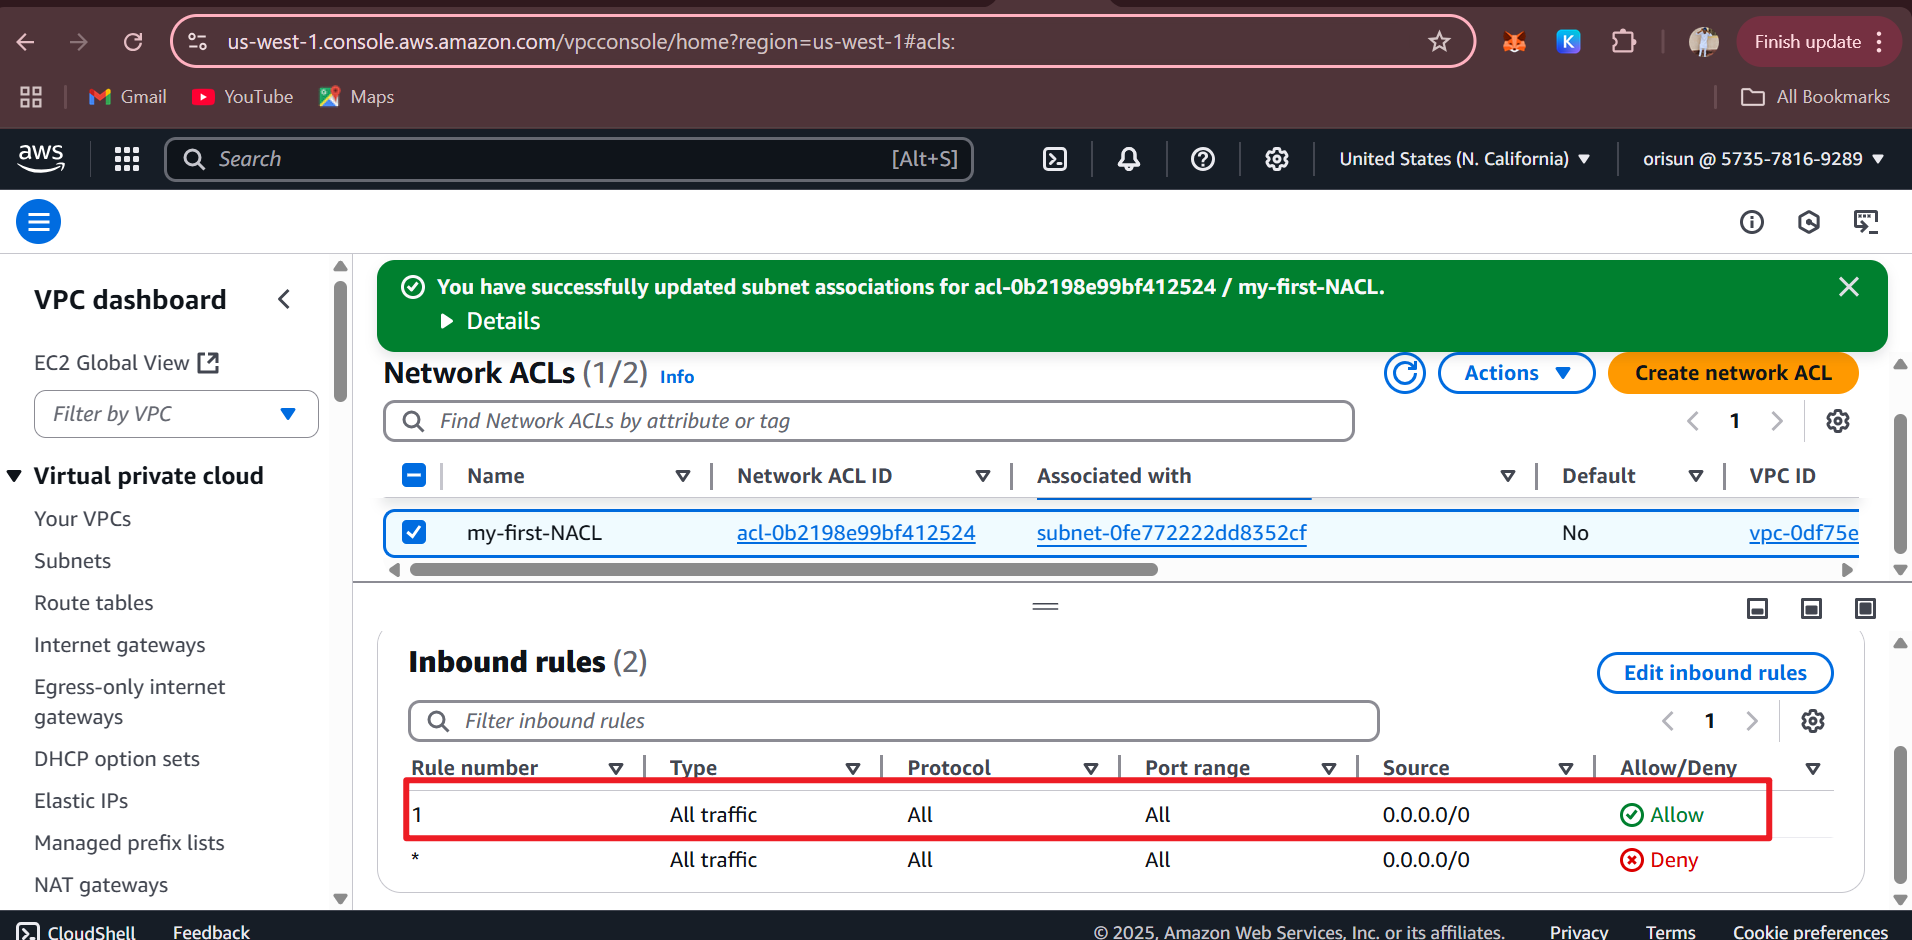 us-west-1.console.aws.amazon.com/vpcconsole/home?region=us-west-1#acls:
K
Finish update
Gmail
YouTube
Maps
All Bookmarks
aws
Search
[Alt+S]
United States (N. California)
orisun @ 5735-7816-9289
VPC dashboard
EC2 Global View
Filter by VPC
Virtual private cloud
Your VPCs
Subnets
Route tables
Internet gateways
Egress-only internet
gateways
DHCP option sets
Elastic IPs
Managed prefix lists
NAT gateways
You have successfully updated subnet associations for acl-0b2198e99bf412524 / my-first-NACL.
Details
Network ACLs (1/2) Info
Actions
Create network ACL
Find Network ACLs by attribute or tag
1
Name Network ACL ID Associated with Default VPC ID
my-first-NACL acl-0b2198e99bf412524 subnet-0fe772222dd8352cf No vpc-0df75e
Inbound rules (2)
Edit inbound rules
Filter inbound rules
1
Rule number Type Protocol Port range Source Allow/Deny
1 All traffic All All 0.0.0.0/0 Allow
* All traffic All All 0.0.0.0/0 Deny
CloudShell Feedback © 2025, Amazon Web Services, Inc. or its affiliates. Privacy Terms Cookie preferences